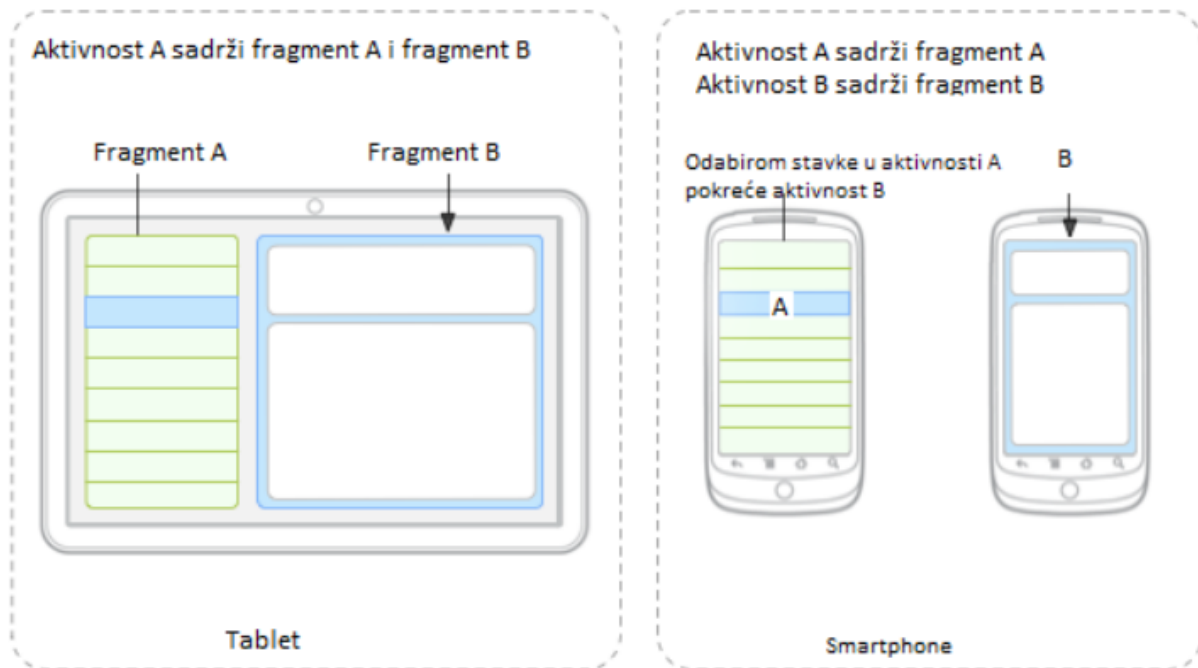 Aktivnost A sadrži fragment A i fragment B
Fragment A
Fragment B
Tablet
Aktivnost A sadrži fragment A
Aktivnost B sadrži fragment B
Odabirom stavke u aktivnosti A
pokreće aktivnost B
B
A
Smartphone